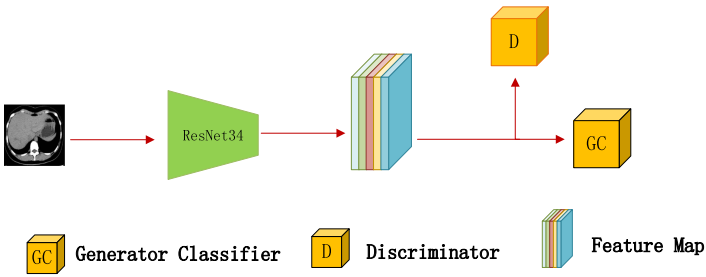 D
ResNet34
GC
GC Generator Classifier
D Discriminator
Feature Map